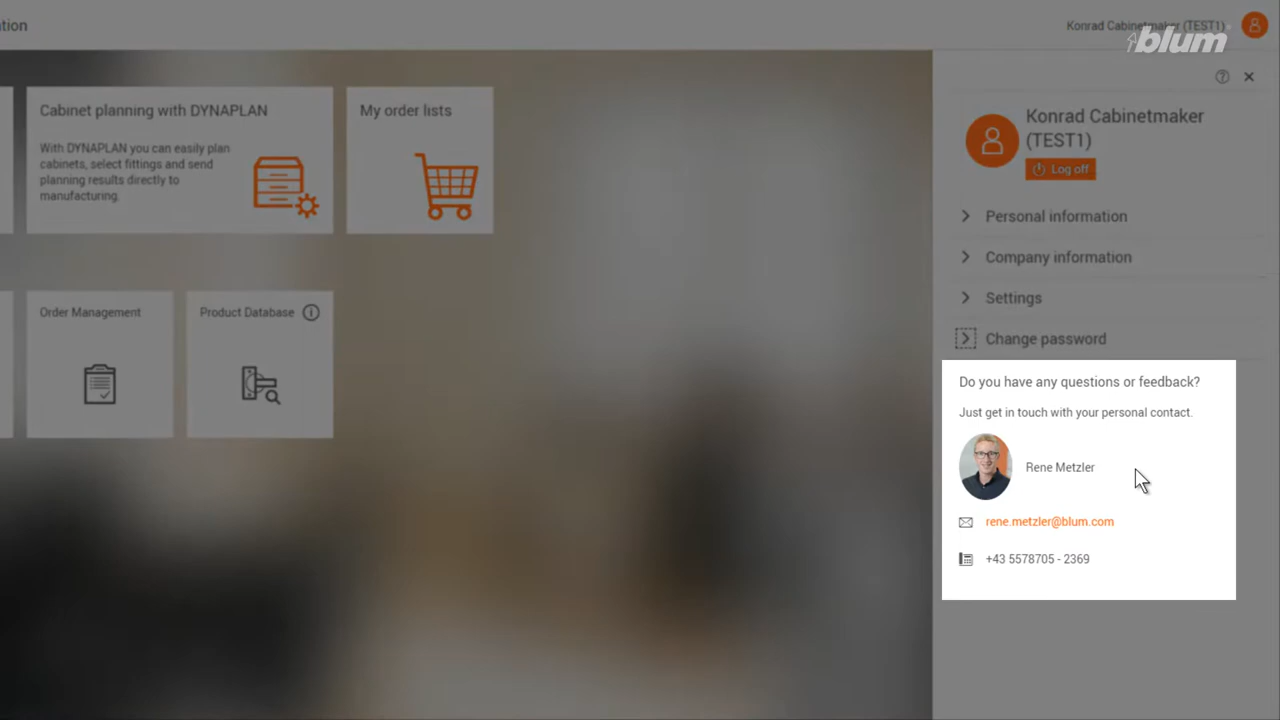 tion
Konrad Cabinetmaker (TEST1)
blum
Cabinet planning with DYNAPLAN
With DYNAPLAN you can easily plan
cabinets, select fittings and send
planning results directly to
manufacturing.
My order lists
Order Management
Product Database
Konrad Cabinetmaker
(TEST1)
Log off
Personal information
Company information
Settings
Change password
Do you have any questions or feedback?
Just get in touch with your personal contact.
Rene Metzler
rene.metzler@blum.com
+43 5578705 - 2369